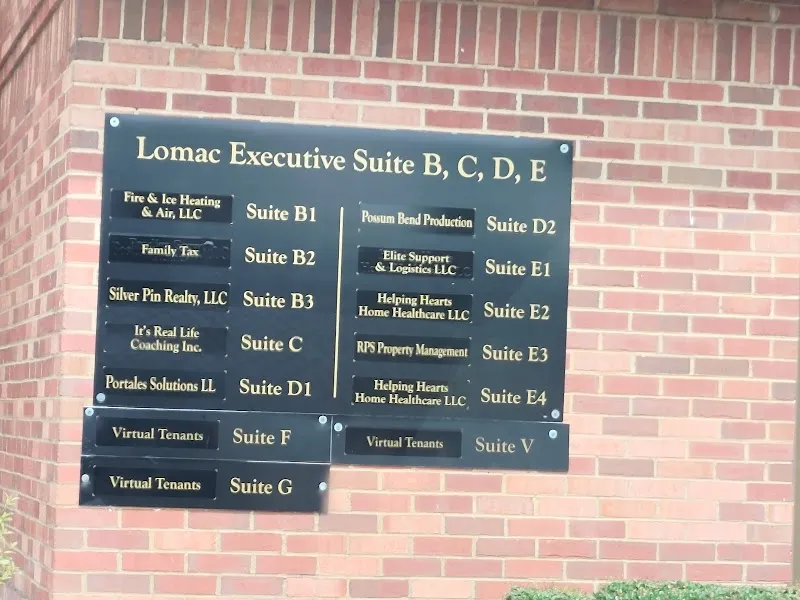 Lomac Executive Suite B, C, D, E
Fire & Ice Heating
& Air, LLC
Suite B1
Family Tax
Suite B2
Silver Pin Realty, LLC
Suite B3
It's Real Life
Coaching Inc.
Suite C
Portales Solutions LL
Suite D1
Possum Bend Production
Suite D2
Elite Support
& Logistics LLC
Suite E1
Helping Hearts
Home Healthcare LLC
Suite E2
RPS Property Management
Suite E3
Helping Hearts
Home Healthcare LLC
Suite E4
Virtual Tenants
Suite F
Virtual Tenants
Suite V
Virtual Tenants
Suite G